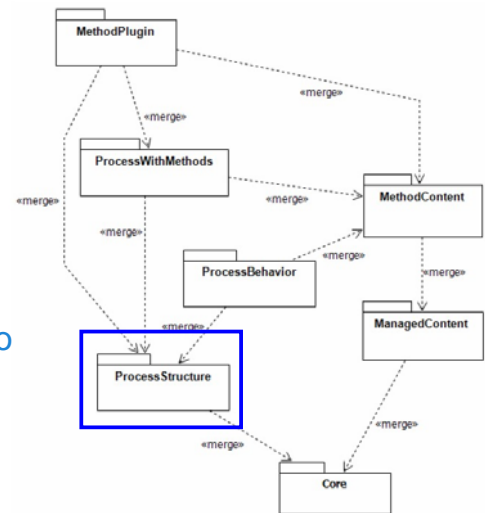 MethodPlugin
«merge»
«merge»
ProcessWithMethods
«merge»
«merge»
MethodContent
«merge»
«merge»
ProcessBehavior
«merge»
ManagedContent
«merge»
o
ProcessStructure
«merge»
«merge»
Core